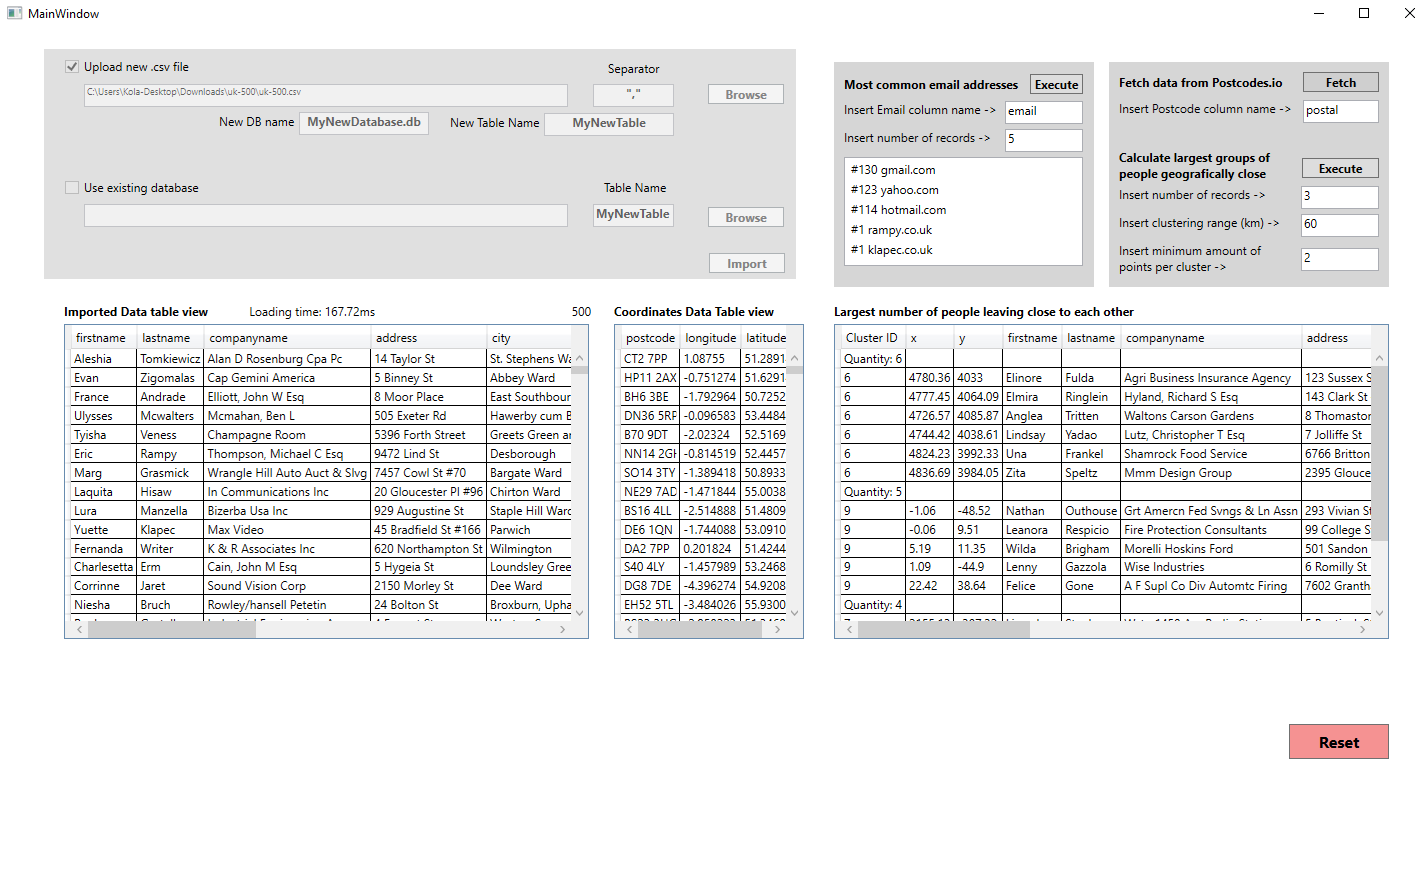 MainWindow
Upload new .csv file
Separator
C:\Users\Kola-Desktop\Downloads\uk-500\uk-500.csv
","
Browse
New DB name
MyNewDatabase.db
New Table Name
MyNewTable
Use existing database
Table Name
MyNewTable
Browse
Import
Most common email addresses
Execute
Insert Email column name ->
email
Insert number of records ->
5
#130 gmail.com
#123 yahoo.com
#114 hotmail.com
#1 rampy.co.uk
#1 klapec.co.uk
Fetch data from Postcodes.io
Fetch
Insert Postcode column name ->
postal
Calculate largest groups of
people geografically close
Execute
Insert number of records ->
3
Insert clustering range (km) ->
60
Insert minimum amount of
points per cluster ->
2
Imported Data table view Loading time: 167.72ms 500
firstname lastname companyname address city
Aleshia Tomkiewicz Alan D Rosenburg Cpa Pc 14 Taylor St St. Stephens Wa
Evan Zigomalas Cap Gemini America 5 Binney St Abbey Ward
France Andrade Elliott, John W Esq 8 Moor Place East Southbour
Ulysses Mcwalters Mcmahan, Ben L 505 Exeter Rd Hawerby cum B
Tyisha Veness Champagne Room 5396 Forth Street Greets Green ar
Eric Rampy Thompson, Michael C Esq 9472 Lind St Desborough
Marg Grasmick Wrangle Hill Auto Auct & Slvg 7457 Cowl St #70 Bargate Ward
Laquita Hisaw In Communications Inc 20 Gloucester Pl #96 Chirton Ward
Lura Manzella Bizerba Usa Inc 929 Augustine St Staple Hill Ward
Yuette Klapec Max Video 45 Bradfield St #166 Parwich
Fernanda Writer K & R Associates Inc 620 Northampton St Wilmington
Charlesetta Erm Cain, John M Esq 5 Hygeia St Loundsley Gree
Corrinne Jaret Sound Vision Corp 2150 Morley St Dee Ward
Niesha Bruch Rowley/hansell Petetin 24 Bolton St Broxburn, Upha
Coordinates Data Table view
postcode longitude latitude
CT2 7PP 1.08755 51.2891
HP11 2AX -0.751274 51.6291
BH6 3BE -1.792964 50.7252
DN36 5RP -0.096583 53.4484
B70 9DT -2.02324 52.5169
NN14 2GH -0.814519 52.4457
SO14 3TY -1.389418 50.8933
NE29 7AD -1.471844 55.0038
BS16 4LL -2.514888 51.4809
DE6 1QN -1.744088 53.0910
DA2 7PP 0.201824 51.4244
S40 4LY -1.457989 53.2468
DG8 7DE -4.396274 54.9208
EH52 5TL -3.484026 55.9300
Largest number of people leaving close to each other
Cluster ID x y firstname lastname companyname address
Quantity: 6
6 4780.36 4033 Elinore Fulda Agri Business Insurance Agency 123 Sussex S
6 4777.45 4064.09 Elmira Ringlein Hyland, Richard S Esq 143 Clark St
6 4726.57 4085.87 Anglea Tritten Waltons Carson Gardens 8 Thomaston
6 4744.42 4038.61 Lindsay Yadao Lutz, Christopher T Esq 7 Jolliffe St
6 4824.23 3992.33 Una Frankel Shamrock Food Service 6766 Britton
6 4836.69 3984.05 Zita Speltz Mmm Design Group 2395 Glouce
Quantity: 5
9 -1.06 -48.52 Nathan Outhouse Grt Amercn Fed Svngs & Ln Assn 293 Vivian St
9 -0.06 9.51 Leanora Respicio Fire Protection Consultants 99 College S
9 5.19 11.35 Wilda Brigham Morelli Hoskins Ford 501 Sandon
9 1.09 -44.9 Lenny Gazzola Wise Industries 6 Romilly St
9 22.42 38.64 Felice Gone A F Supl Co Div Automtc Firing 7602 Grantha
Quantity: 4
Reset